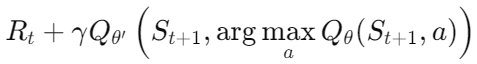 $R_t + \gamma Q_{\theta'} \left( S_{t+1}, \arg\max_a Q_\theta(S_{t+1}, a) \right)$